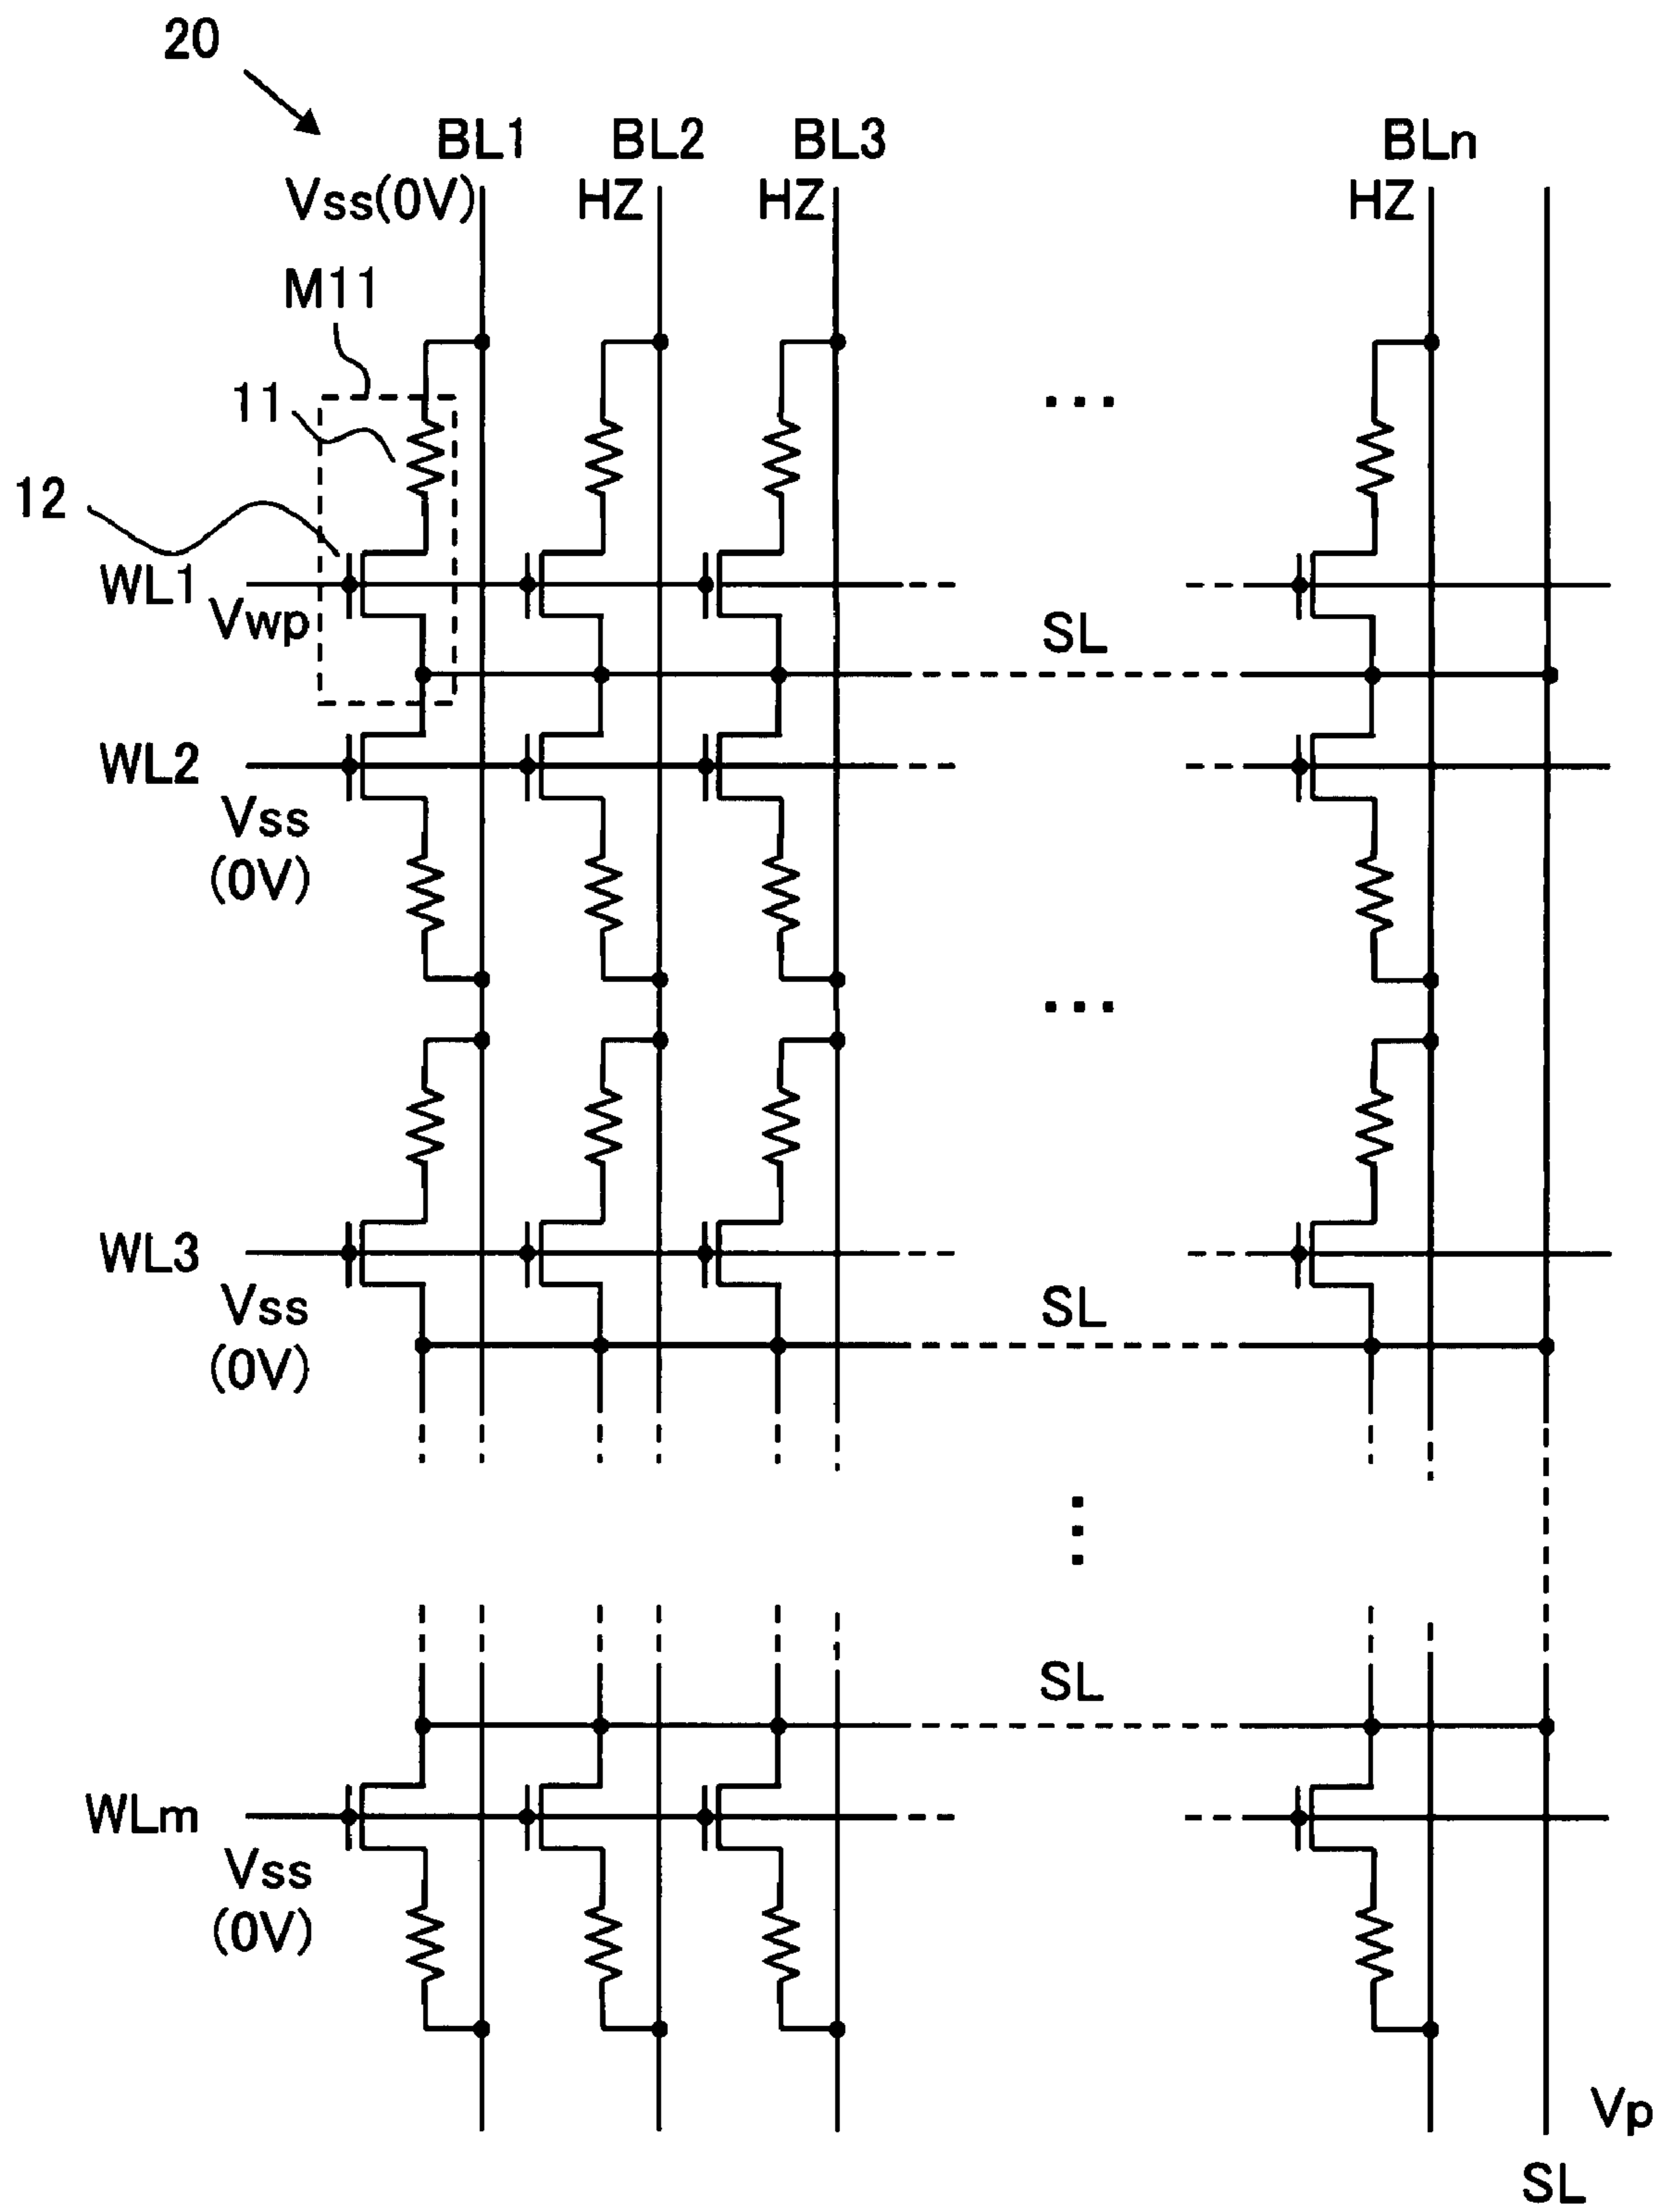 20
BL1 BL2 BL3 BLn
Vss(0V) HZ HZ HZ
M11
11
12
WL1
Vwp
SL
WL2
Vss
(0V)
WL3
Vss
(0V)
SL
SL
WLm
Vss
(0V)
Vp
SL